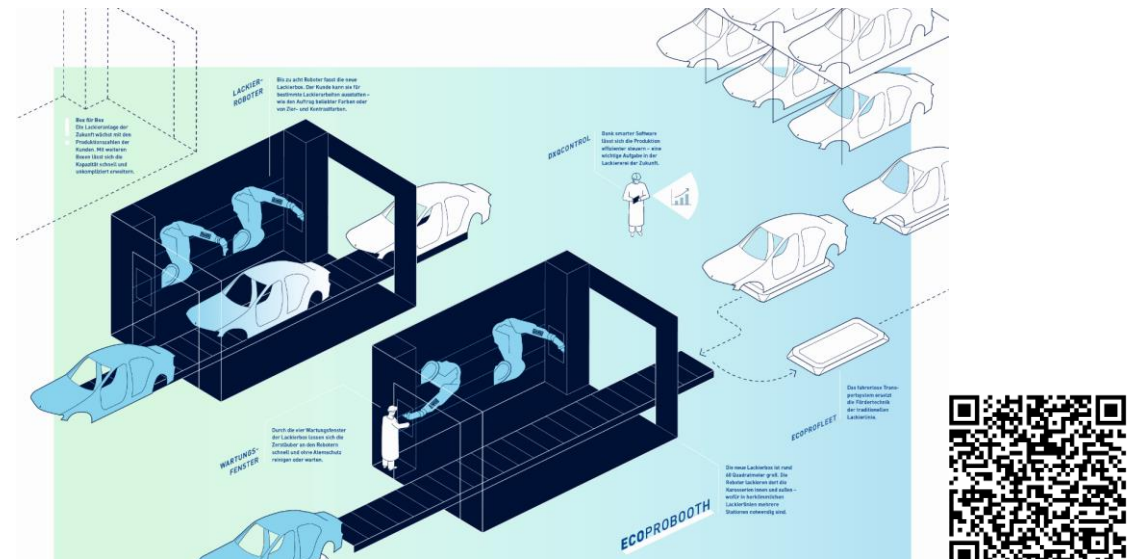 LACKIER-
ROBOTER
Bis zu acht Roboter fasst die neue
Lackierbox. Der Kunde kann sie für
bestimmte Lackierarbeiten ausstatten –
wie den Auftrag beliebter Farben oder
von Zier- und Kontrastfarben.
Box für Box
Die Lackieranlage der
Zukunft wächst mit den
Produktionszahlen der
Kunden. Mit weiteren
Boxen lässt sich die
Kapazität schnell und
unkompliziert erweitern.
DXQCONTROL
Dank smarter Software
lässt sich die Produktion
effizienter steuern – eine
wichtige Aufgabe in der
Lackiererei der Zukunft.
WARTUNGS-
FENSTER
Durch die vier Wartungsfenster
der Lackierbox lassen sich die
Zerstäuber an den Robotern
schnell und ohne Atemschutz
reinigen oder warten.
ECOPROFLEET
Das fahrerlose Trans-
portsystem ersetzt
die Fördertechnik
der traditionellen
Lackierlinie.
ECOPROBOOTH
Die neue Lackierbox ist rund
60 Quadratmeter groß. Die
Roboter lackieren dort die
Karosserien innen und außen –
wofür in herkömmlichen
Lackierlinien mehrere
Stationen notwendig sind.